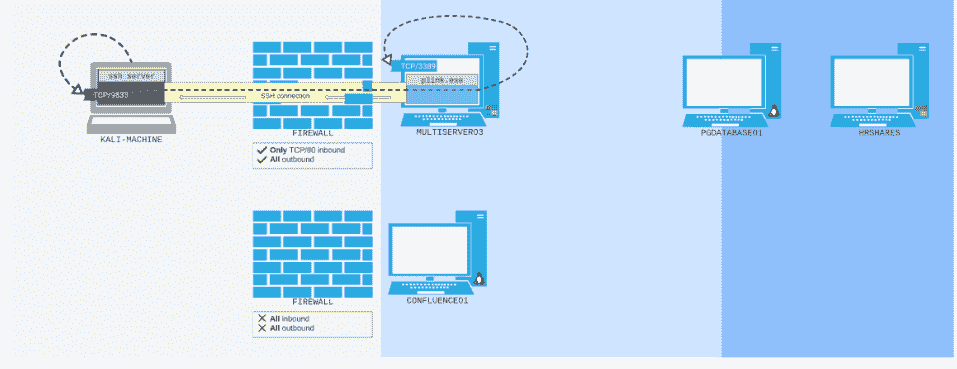 TCP/3389
ssh server
plink.exe
TCP/9833
SSH connection
KALI-MACHINE
FIREWALL
MULTISERVER03
PGDATABASE01
HRSHARES
Only TCP/80 inbound
All outbound
FIREWALL
CONFLUENCE01
All inbound
All outbound